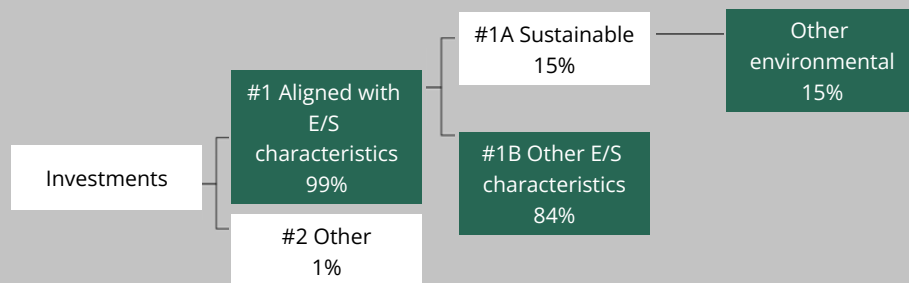 Investments
#1 Aligned with
E/S
characteristics
99%
#2 Other
1%
#1A Sustainable
15%
#1B Other E/S
characteristics
84%
Other
environmental
15%